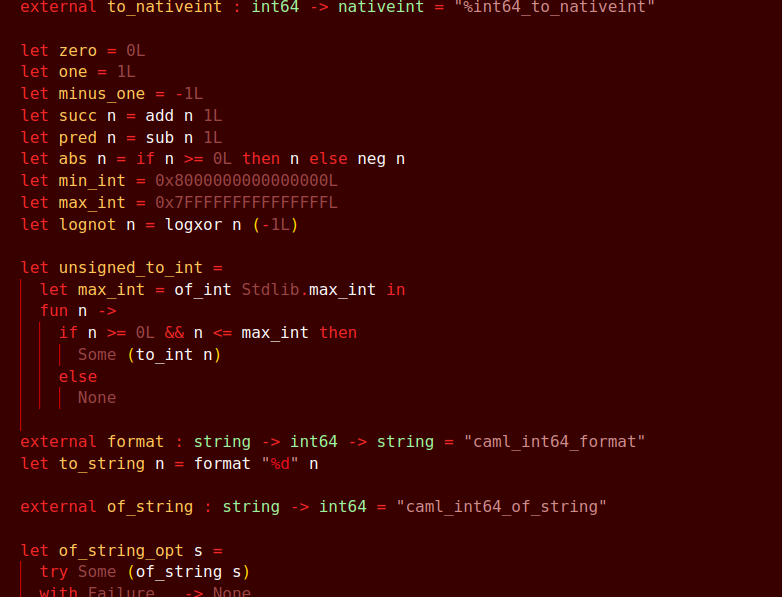 external to_nativeint : int64 -> nativeint = "%int64_to_nativeint"
let zero = 0L
let one = 1L
let minus_one = -1L
let succ n = add n 1L
let pred n = sub n 1L
let abs n = if n >= 0L then n else neg n
let min_int = 0x8000000000000000L
let max_int = 0x7FFFFFFFFFFFFFFFL
let lognot n = logxor n (-1L)
let unsigned_to_int =
let max_int = of_int Stdlib.max_int in
fun n ->
if n >= 0L && n <= max_int then
Some (to_int n)
else
None
external format : string -> int64 -> string = "caml_int64_format"
let to_string n = format "%d" n
external of_string : string -> int64 = "caml_int64_of_string"
let of_string_opt s =
try Some (of_string s)
with Failure _ -> None